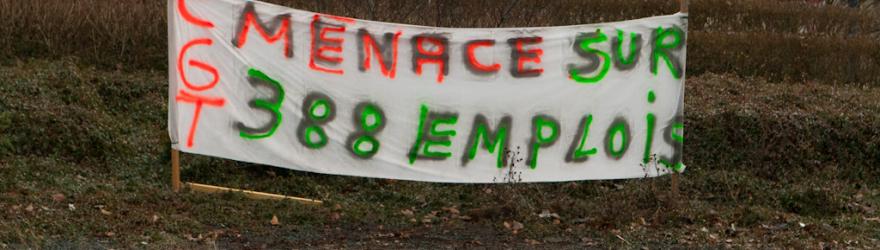 CGT
MENACE SUR
388 EMPLOiS